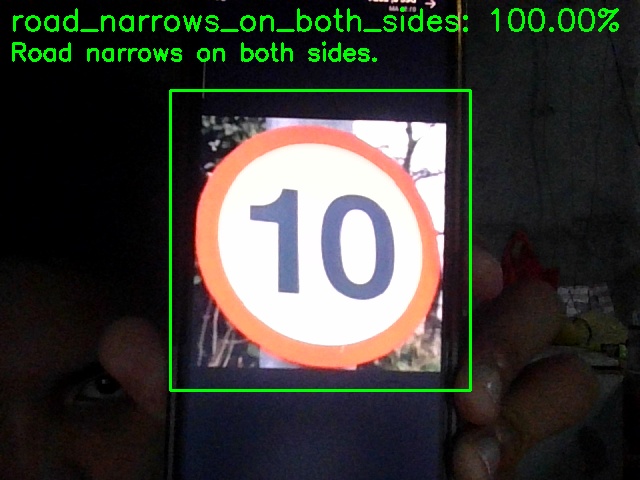 road_narrows_on_both_sides: 100.00%
Road narrows on both sides.
10